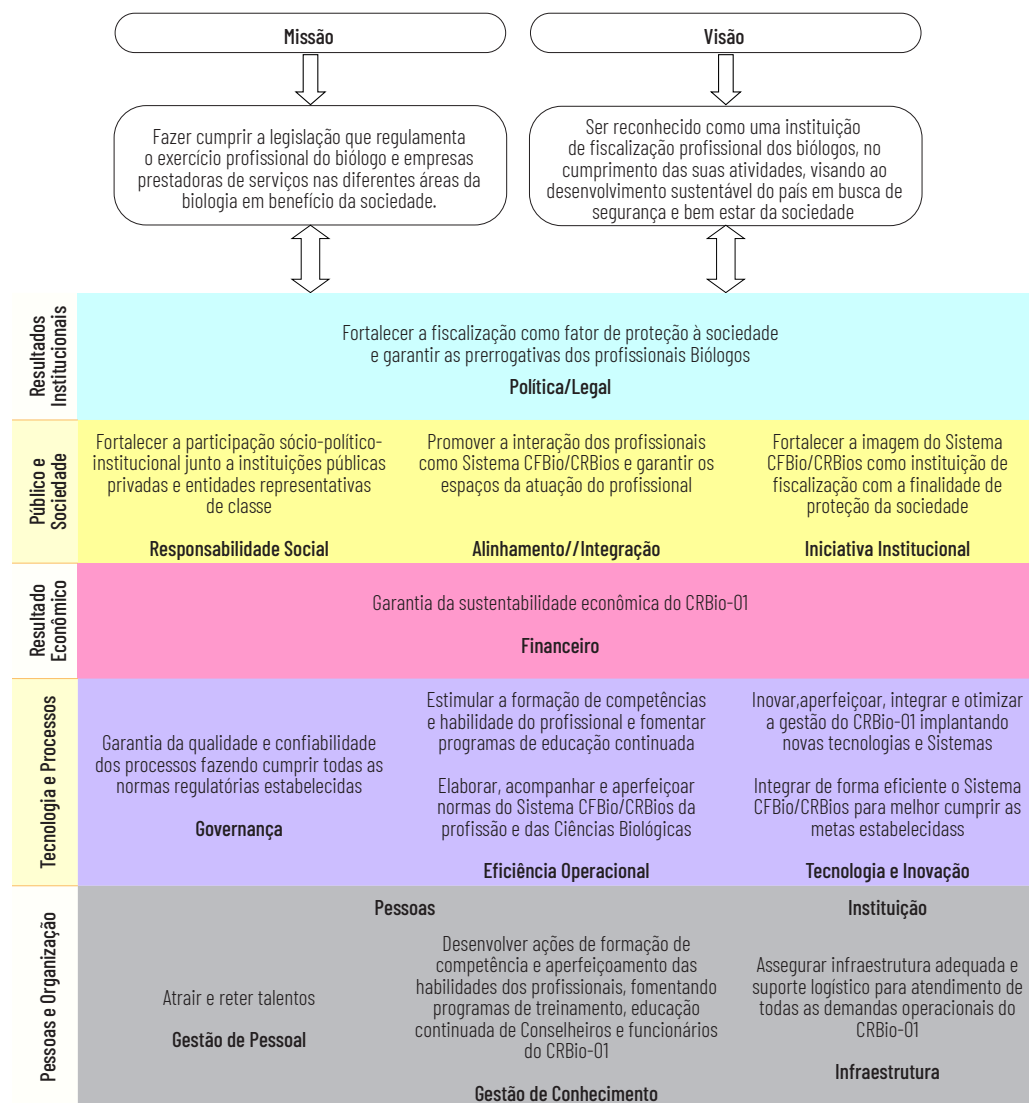 Missão
Visão
Fazer cumprir a legislação que regulamenta
o exercício profissional do biólogo e empresas
prestadoras de serviços nas diferentes áreas da
biologia em benefício da sociedade.
Ser reconhecido como uma instituição
de fiscalização profissional dos biólogos, no
cumprimento das suas atividades, visando ao
desenvolvimento sustentável do país em busca de
segurança e bem estar da sociedade
Resultados
Institucionais
Fortalecer a fiscalização como fator de proteção à sociedade
e garantir as prerrogativas dos profissionais Biólogos
Política/Legal
Público e
Sociedade
Fortalecer a participação sócio-político-
institucional junto a instituições públicas
privadas e entidades representativas
de classe
Responsabilidade Social
Promover a interação dos profissionais
como Sistema CFBio/CRBios e garantir os
espaços da atuação do profissional
Alinhamento//Integração
Fortalecer a imagem do Sistema
CFBio/CRBios como instituição de
fiscalização com a finalidade de
proteção da sociedade
Iniciativa Institucional
Resultado
Econômico
Garantia da sustentabilidade econômica do CRBio-01
Financeiro
Tecnologia e Processos
Garantia da qualidade e confiabilidade
dos processos fazendo cumprir todas as
normas regulatórias estabelecidas
Governança
Estimular a formação de competências
e habilidade do profissional e fomentar
programas de educação continuada
Elaborar, acompanhar e aperfeiçoar
normas do Sistema CFBio/CRBios da
profissão e das Ciências Biológicas
Eficiência Operacional
Inovar,aperfeiçoar, integrar e otimizar
a gestão do CRBio-01 implantando
novas tecnologias e Sistemas
Integrar de forma eficiente o Sistema
CFBio/CRBios para melhor cumprir as
metas estabelecidass
Tecnologia e Inovação
Pessoas e Organização
Pessoas
Instituição
Atrair e reter talentos
Gestão de Pessoal
Desenvolver ações de formação de
competência e aperfeiçoamento das
habilidades dos profissionais, fomentando
programas de treinamento, educação
continuada de Conselheiros e funcionários
do CRBio-01
Gestão de Conhecimento
Assegurar infraestrutura adequada e
suporte logístico para atendimento de
todas as demandas operacionais do
CRBio-01
Infraestrutura